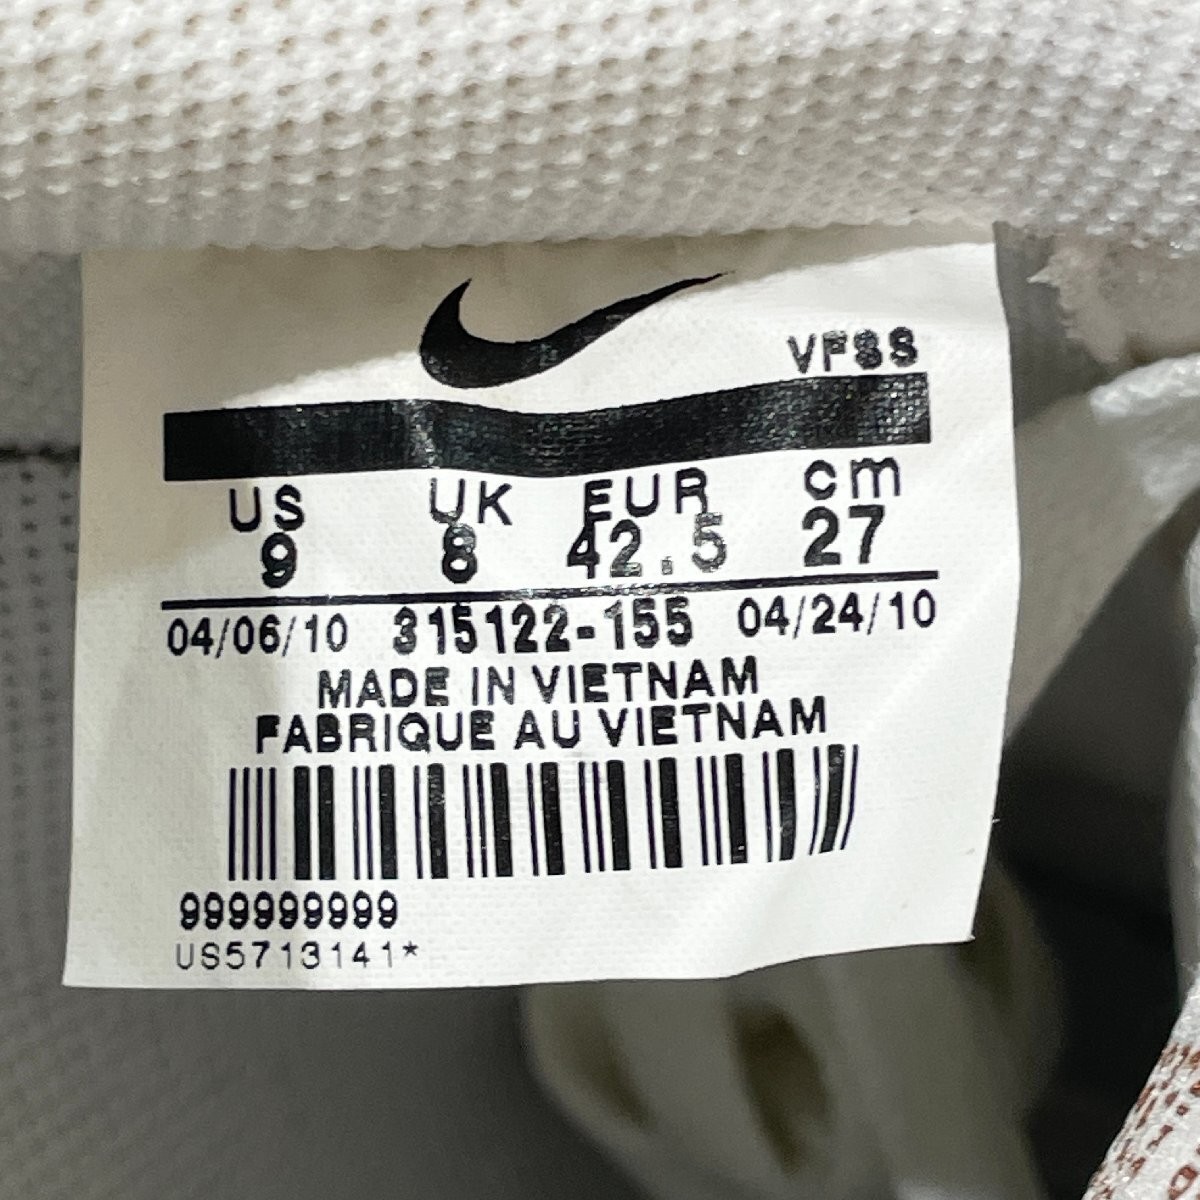 VF8S
US UK EUR cm
9 8 42.5 27
04/06/10 315122-155 04/24/10
MADE IN VIETNAM
FABRIQUE AU VIETNAM
999999999
US5713141*